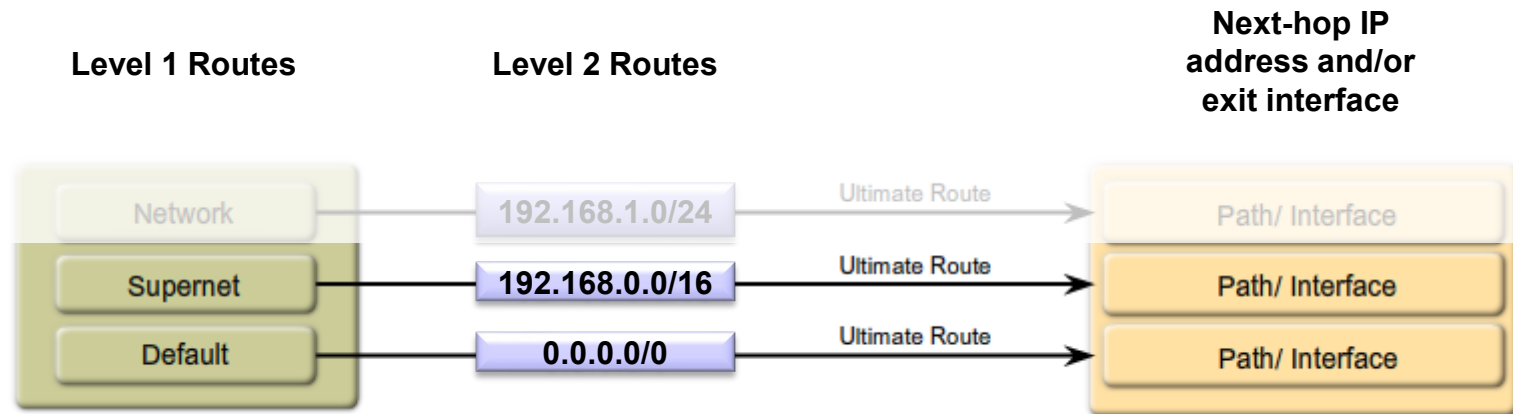 Level 1 Routes
Level 2 Routes
Next-hop IP
address and/or
exit interface
Network
192.168.1.0/24
Ultimate Route
Path/ Interface
Supernet
192.168.0.0/16
Ultimate Route
Path/ Interface
Default
0.0.0.0/0
Ultimate Route
Path/ Interface